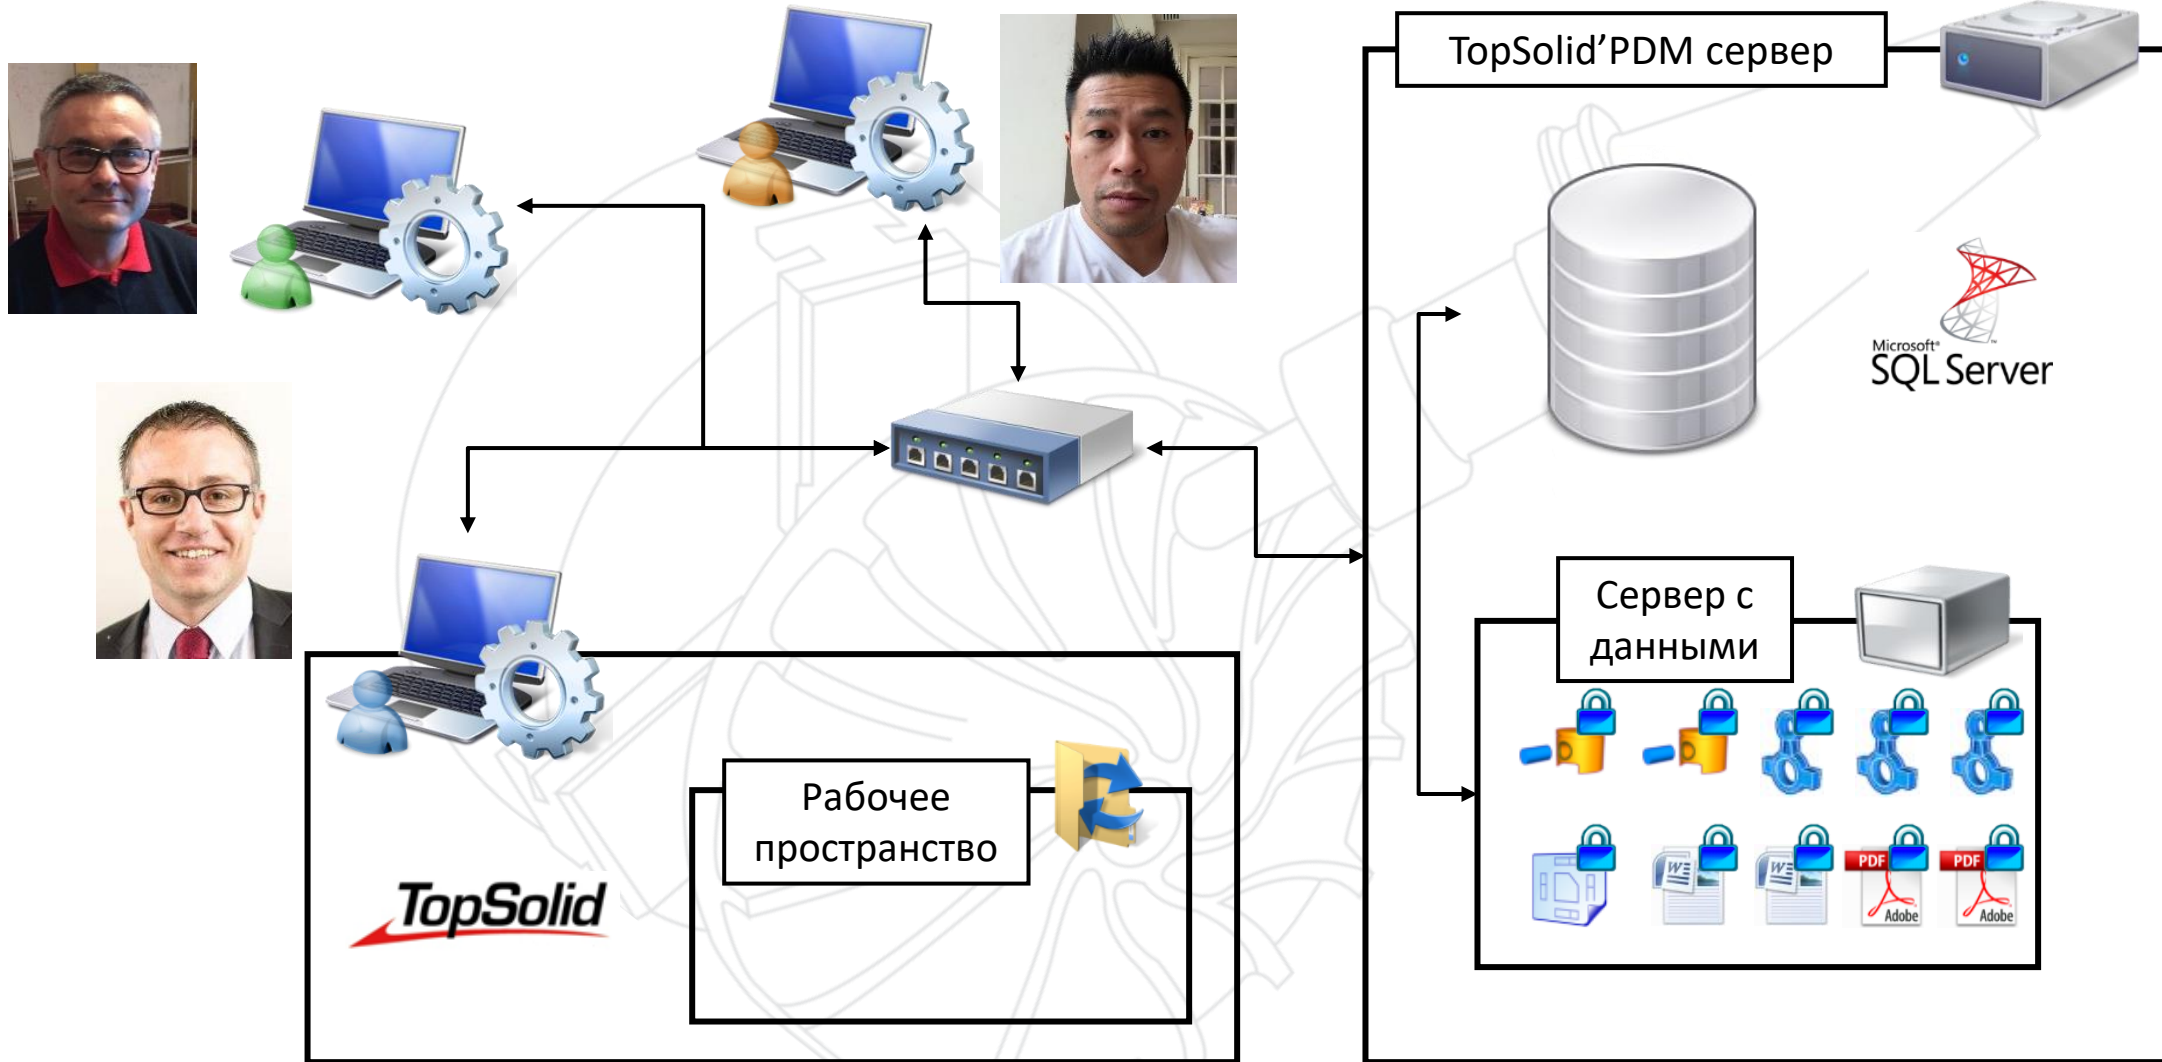 TopSolid’PDM сервер
Microsoft®
SQL Server
Сервер с
данными
Рабочее
пространство
TopSolid
W
W
PDF
Adobe
PDF
Adobe